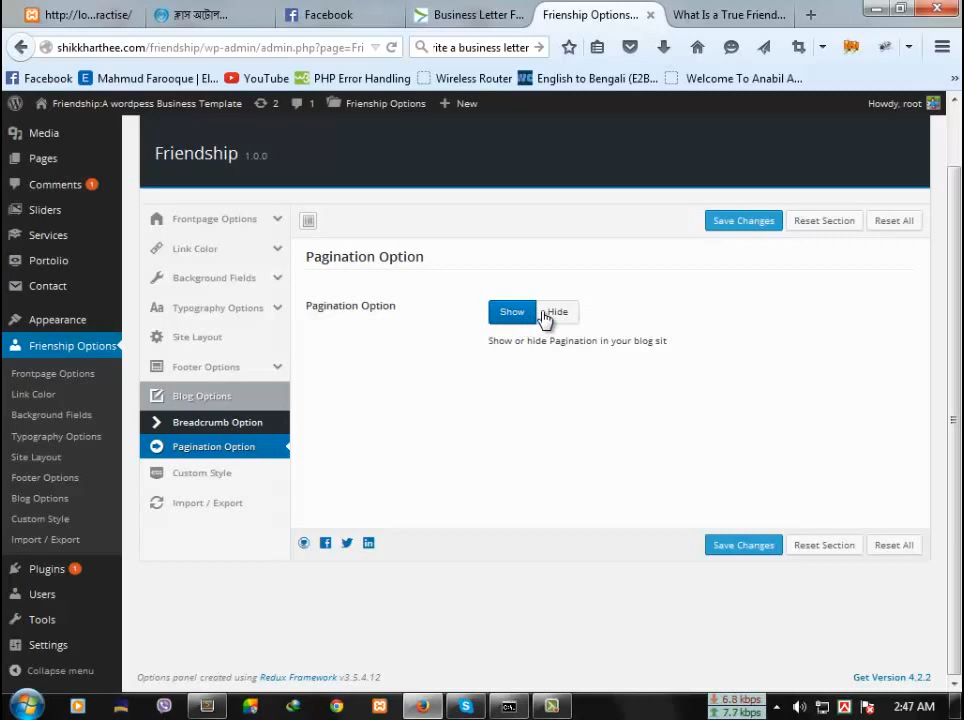 http://lo...ractise/
ক্লাস অ্যাটাল...
Facebook
Business Letter F...
Frienship Options...
What Is a True Friend...
shikkharthee.com/friendship/wp-admin/admin.php?page=Fri
ıte a business letter
Facebook
Mahmud Farooque | El...
YouTube
PHP Error Handling
Wireless Router
English to Bengali (E2B...
Welcome To Anabil A...
Friendship:A wordpess Business Template
2
1
Frienship Options
New
Howdy, root
Media
Pages
Comments 1
Sliders
Services
Portolio
Contact
Appearance
Frienship Options
Frontpage Options
Link Color
Background Fields
Typography Options
Site Layout
Footer Options
Blog Options
Custom Style
Import / Export
Plugins 1
Users
Tools
Settings
Collapse menu
Friendship 1.0.0
Frontpage Options
Link Color
Background Fields
Aa Typography Options
Site Layout
Footer Options
Blog Options
Breadcrumb Option
Pagination Option
Custom Style
Import / Export
Save Changes
Reset Section
Reset All
Pagination Option
Pagination Option
Show
Hide
Show or hide Pagination in your blog sit
Save Changes
Reset Section
Reset All
Options panel created using Redux Framework v3.5.4.12
Get Version 4.2.2
6.8 kbps
7.7 kbps
2:47 AM